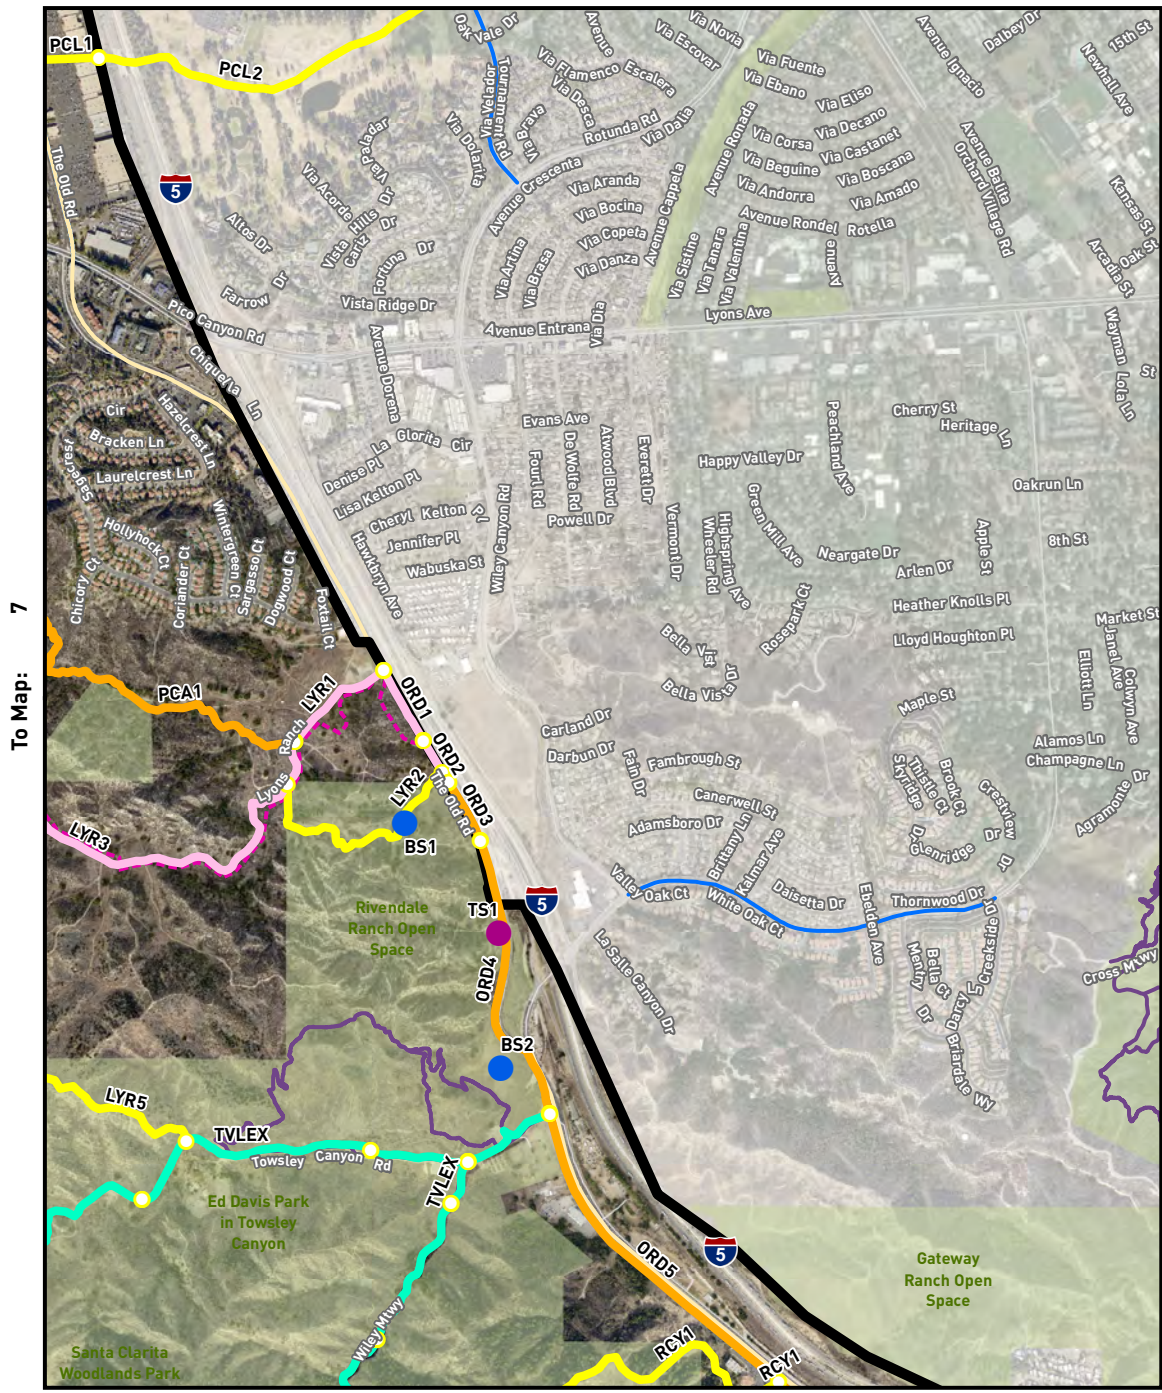 PCL1
PCL2
The Old Rd
5
Oak Vale Dr
Avenue
Via Novia
Via Escovar
Via Velador
Tournament Rd
Via Flamenco
Escalera
Via Desca
Via Brava
Rotunda Rd
Via Dalia
Via Dolarita
Via Fuente
Via Ebano
Via Eliso
Via Decano
Via Corsa
Via Castanet
Via Beguine
Via Boscana
Via Andorra
Via Amado
Avenue Ronada
Avenue Rondel
Rotella
Avenue
Avenue Ignacio
Dalbey Dr
15th St
Newhall Ave
Avenue Balita
Orchard Village Rd
Kansas St
Oak St
Arcadia St
Via Paladar
Via Acorde
Vista Hills Dr
Cariz Dr
Altos Dr
Fortuna Dr
Farrow Dr
Vista Ridge Dr
Avenue Crescenta
Via Aranda
Via Bocina
Via Copeta
Via Danza
Via Artina
Via Brasa
Avenue Cappela
Via Sistine
Via Tanara
Via Valentina
Pico Canyon Rd
Avenue Entrana
Via Dia
Lyons Ave
Chiquella Ln
Avenue Dorena
Wayman St
Lola Ln
Cir
Hazelcrest Ln
Bracken Ln
Laurelcrest Ln
Sagecrest
Hollyhock Ct
Chicory Ct
Coriander Ct
Wintergreen Ct
Sargasso Ct
Dogwood Ct
Foxtail Ct
La Glorita Cir
Denise Pl
Lisa Kelton Pl
Cheryl Kelton Pl
Jennifer Pl
Wabuska St
Hawkbryn Ave
Wiley Canyon Rd
Evans Ave
Fourl Rd
De Wolfe Rd
Atwood Blvd
Everett Dr
Powell Dr
Vermont Dr
Happy Valley Dr
Peachland Ave
Cherry St
Heritage Ln
Oakrun Ln
Green Mill Ave
Highspring Ave
Wheeler Rd
Neargate Dr
Apple St
8th St
Arlen Dr
Rosepark Ct
Heather Knolls Pl
Lloyd Houghton Pl
Market St
Janel Ave
Elliott Ln
Colwyn Ave
Bella Vist
Bella Vista Dr
Maple St
Alamos Ln
Champagne Ln
Agramonte Dr
To Map: 7
PCA1
LYR1
ORD1
ORD2
ORD3
Lyons Ranch
LYR2
The Old Rd
LYR3
BS1
Carland Dr
Darbun Dr
Fain Dr
Fambrough St
Canerwell St
Adamsboro Dr
Brittany Ln
Kalmar Ave
Daisetta Dr
Skyridge Dr
Thistle Ct
Brook Ct
Crestview Dr
Lenridge Dr
Valley Oak Ct
White Oak Ct
Ebelden Ave
Thornwood Dr
Creekside Dr
TS1
5
Rivendale
Ranch Open
Space
ORD4
La Salle Canyon Dr
Menfry Dr
Bella Ct
Darcy Ln
Briardale Wy
Cross Mtwy
BS2
LYR5
TVLEX
Towsley Canyon Rd
TVLEX
Ed Davis Park
in Towsley
Canyon
ORD5
5
Gateway
Ranch Open
Space
Wiley Mtwy
RCY1
RCY1
Santa Clarita
Woodlands Park